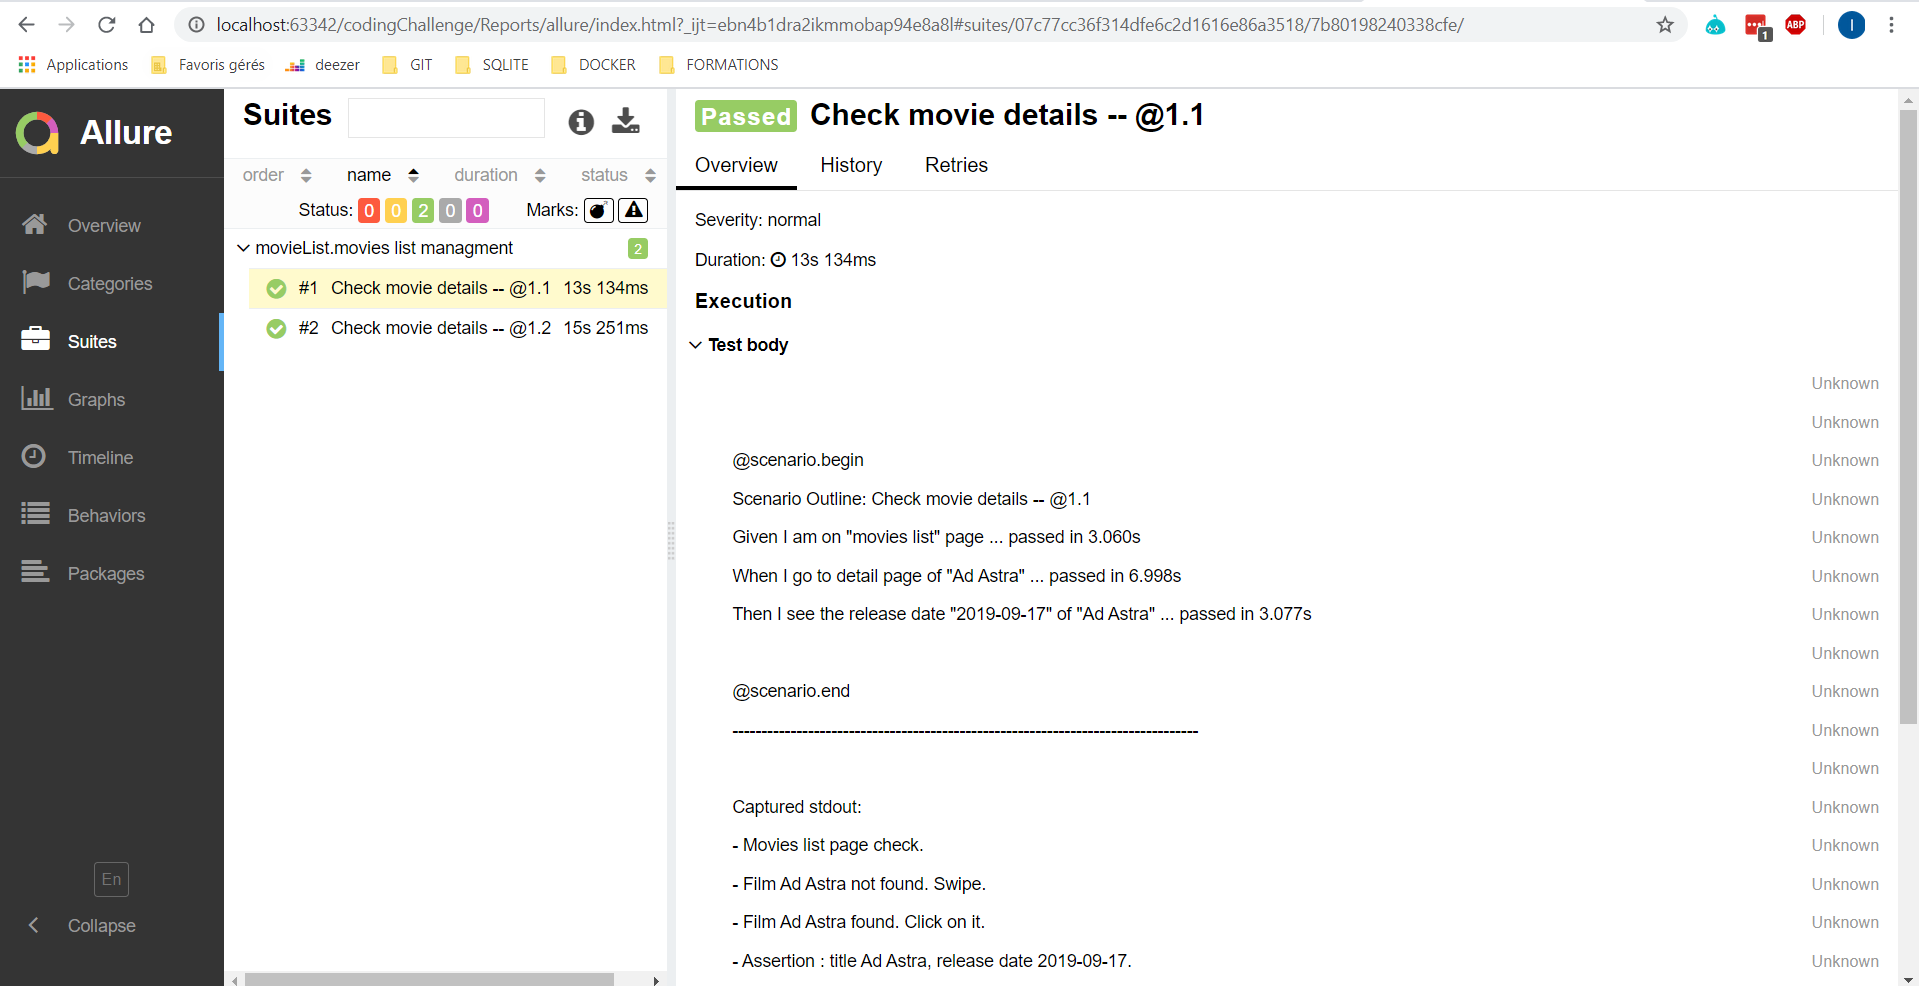 localhost:63342/codingChallenge/Reports/allure/index.html?_ijt=ebn4b1dra2ikmmobap94e8a8l#suites/07c77cc36f314dfe6c2d1616e86a3518/7b80198240338cfe/
1
ABP
I
Applications Favoris gérés deezer GIT SQLITE DOCKER FORMATIONS
Allure
Overview
Categories
Suites
Graphs
Timeline
Behaviors
Packages
En
Collapse
Suites
order name duration status
Status: 0 0 2 0 0 Marks:
movieList.movies list managment 2
#1 Check movie details -- @1.1 13s 134ms
#2 Check movie details -- @1.2 15s 251ms
Passed Check movie details -- @1.1
Overview History Retries
Severity: normal
Duration: 13s 134ms
Execution
Test body
Unknown
Unknown
@scenario.begin Unknown
Scenario Outline: Check movie details -- @1.1 Unknown
Given I am on "movies list" page ... passed in 3.060s Unknown
When I go to detail page of "Ad Astra" ... passed in 6.998s Unknown
Then I see the release date "2019-09-17" of "Ad Astra" ... passed in 3.077s Unknown
Unknown
@scenario.end Unknown
-------------------------------------------------------------------------------- Unknown
Unknown
Captured stdout: Unknown
- Movies list page check. Unknown
- Film Ad Astra not found. Swipe. Unknown
- Film Ad Astra found. Click on it. Unknown
- Assertion : title Ad Astra, release date 2019-09-17. Unknown